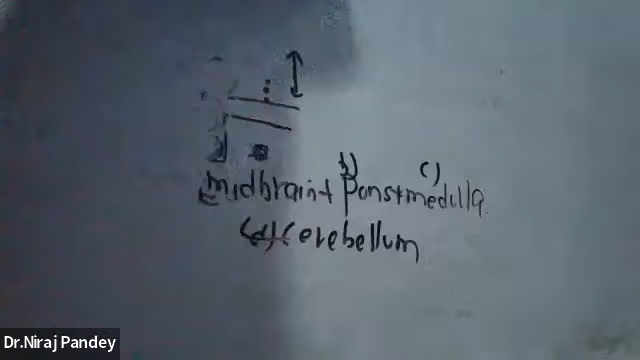 b) c)
midbrain + Pons + medulla
(d) Cerebellum
Dr.Niraj Pandey